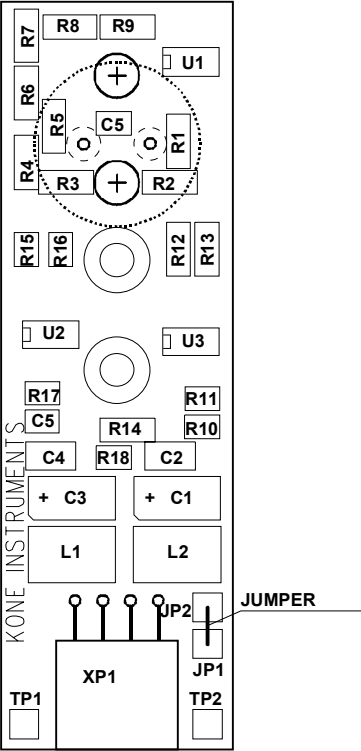 R7 R8 R9
U1
R6
R5 C5 R1
R4 R3 R2
R15 R16 R12 R13
U2 U3
R17 R11
C5 R14 R10
C4 R18 C2
+ C3 + C1
L1 L2
KONE INSTRUMENTS
JP2 JUMPER
XP1 JP1
TP1 TP2